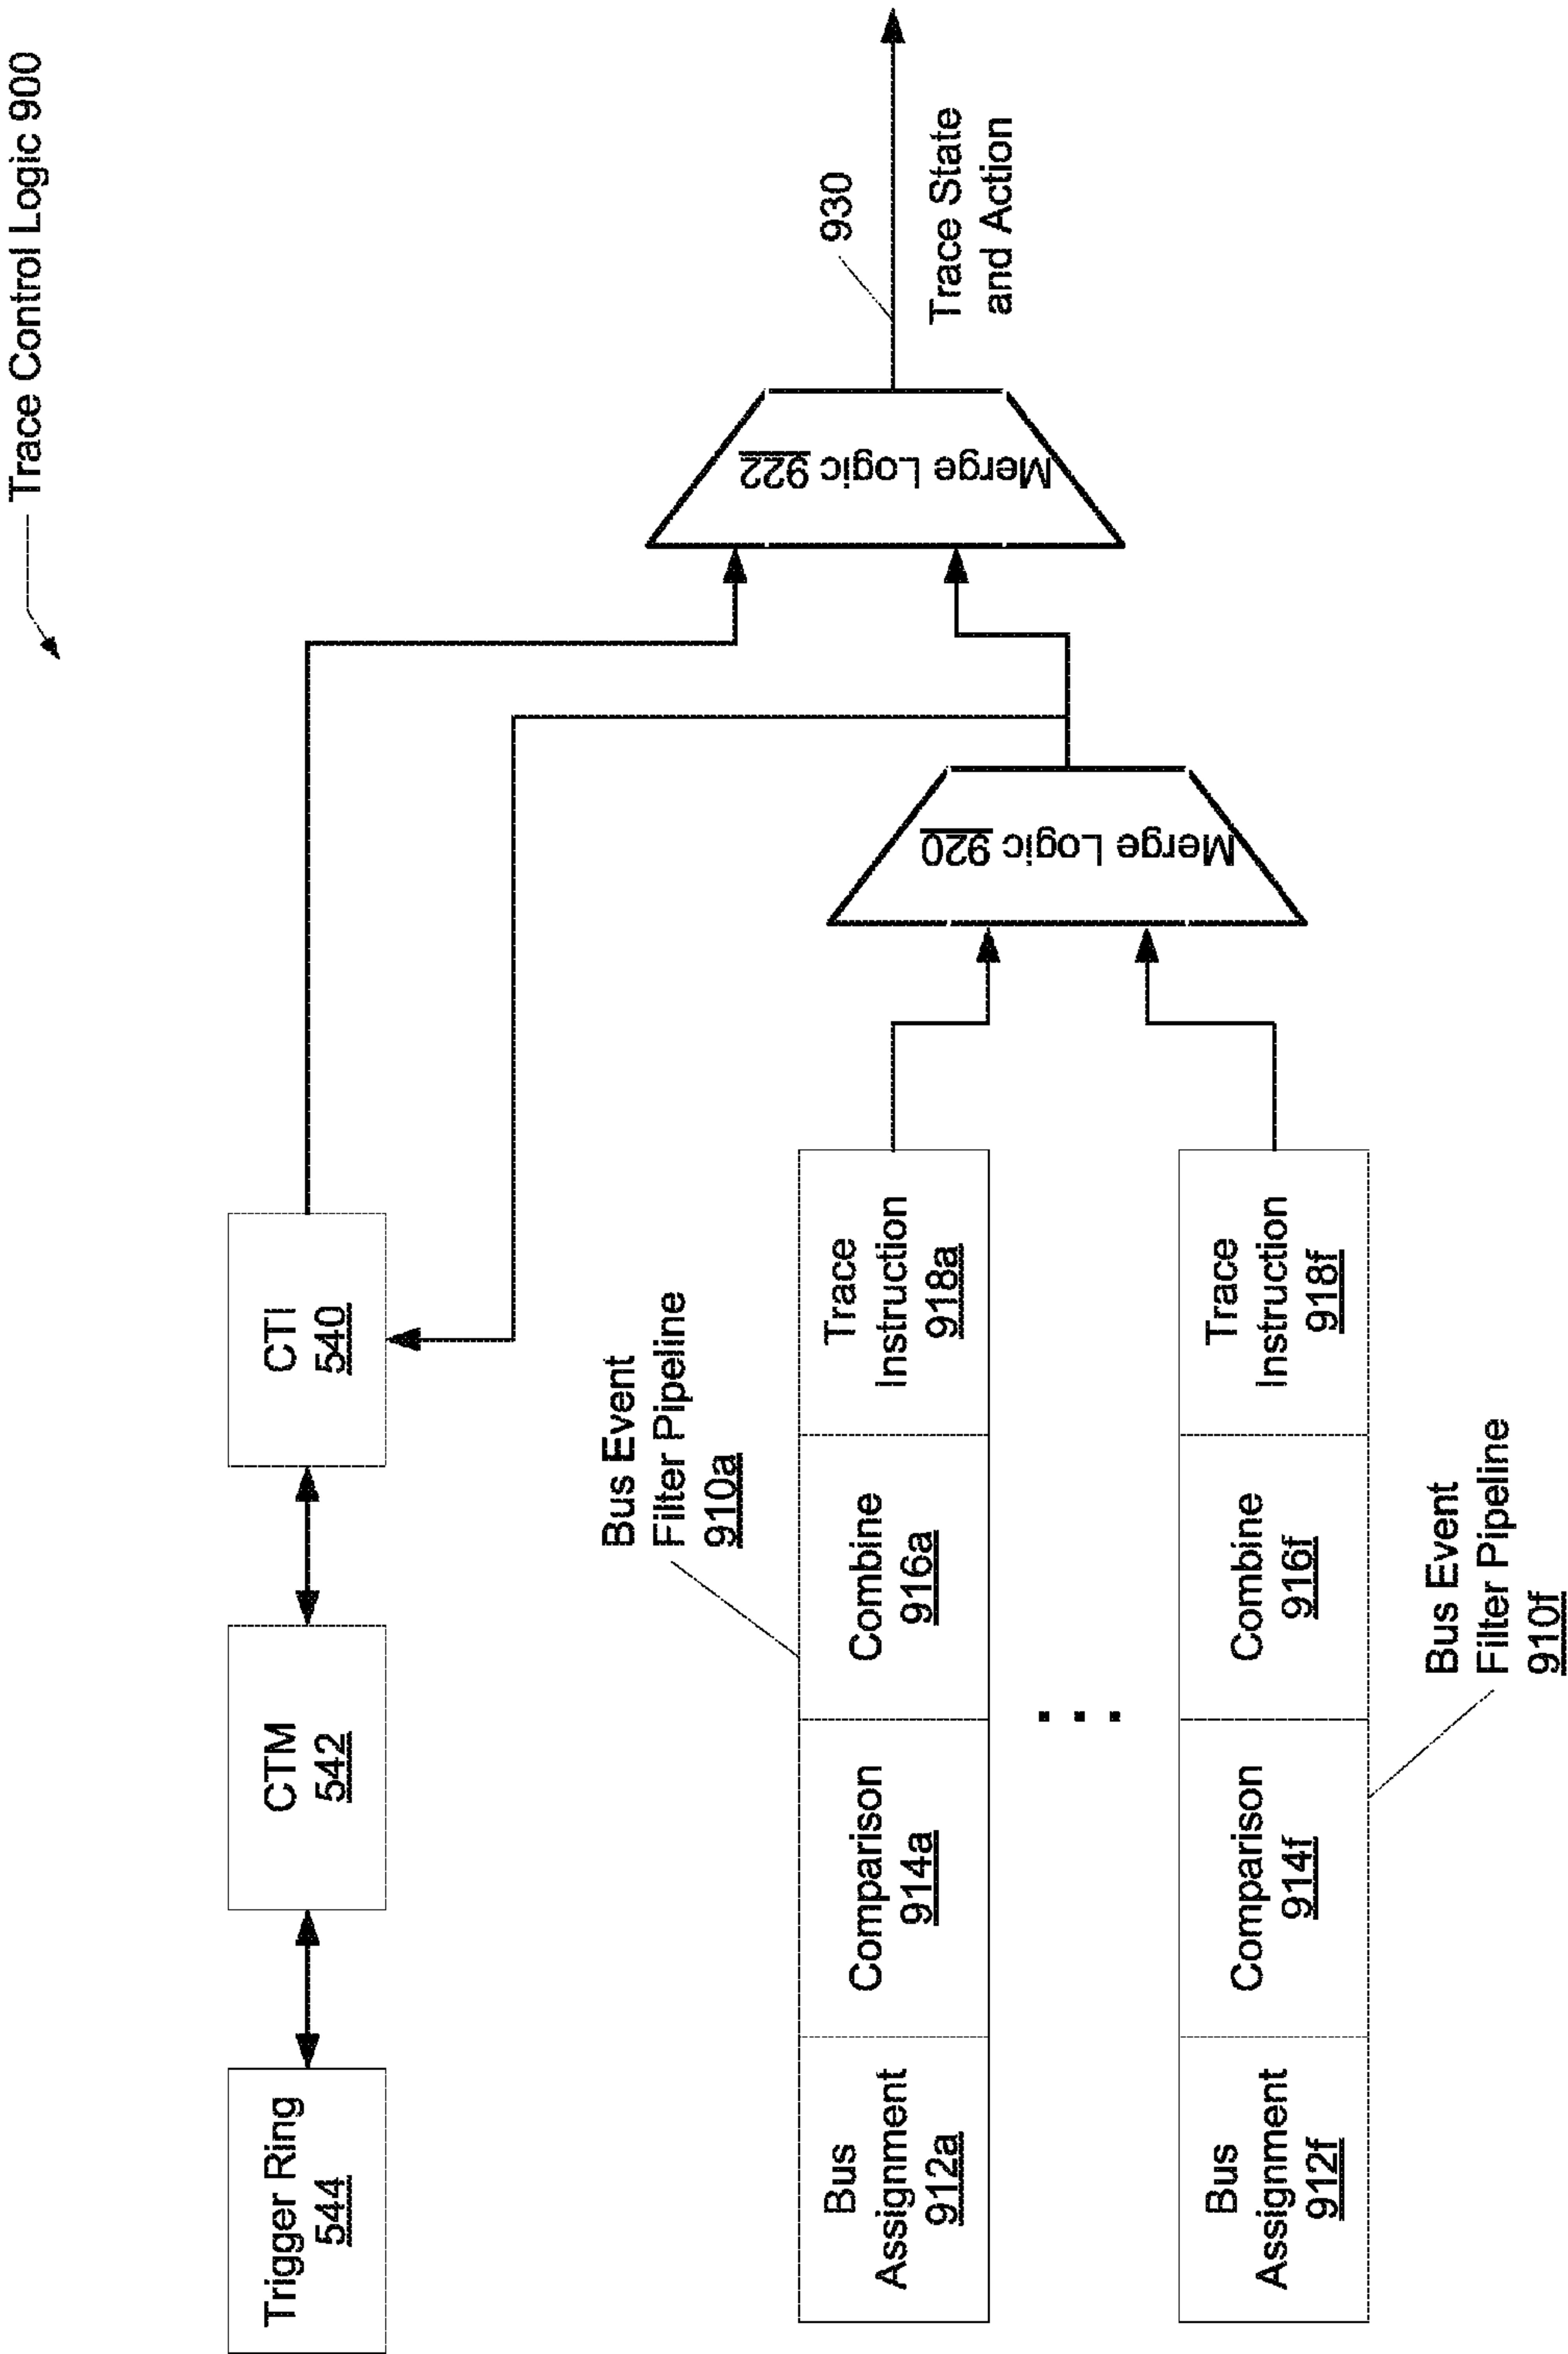 Trace Control Logic 900
Trigger Ring
544
CTM
542
CTI
540
Bus Event
Filter Pipeline
910a
Bus
Assignment
912a
Comparison
914a
Combine
916a
Trace
Instruction
918a
...
Bus
Assignment
912f
Comparison
914f
Combine
916f
Trace
Instruction
918f
Bus Event
Filter Pipeline
910f
Merge Logic 920
Merge Logic 922
930
Trace State
and Action